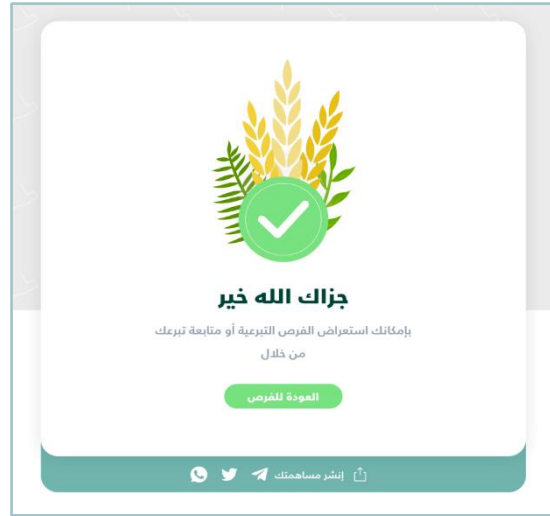 جزاك الله خير
بإمكانك استعراض الفرص التبرعية أو متابعة تبرعك
من خلال
العودة للفرص
إنشر مساهمتك